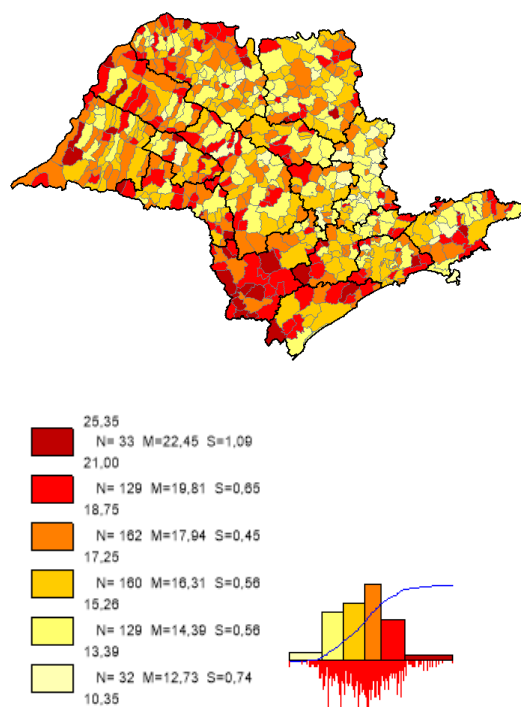 25,35
N= 33 M=22,45 S=1,09
21,00
N= 129 M=19,81 S=0,65
18,75
N= 162 M=17,94 S=0,45
17,25
N= 160 M=16,31 S=0,56
15,26
N= 129 M=14,39 S=0,56
13,39
N= 32 M=12,73 S=0,74
10,35